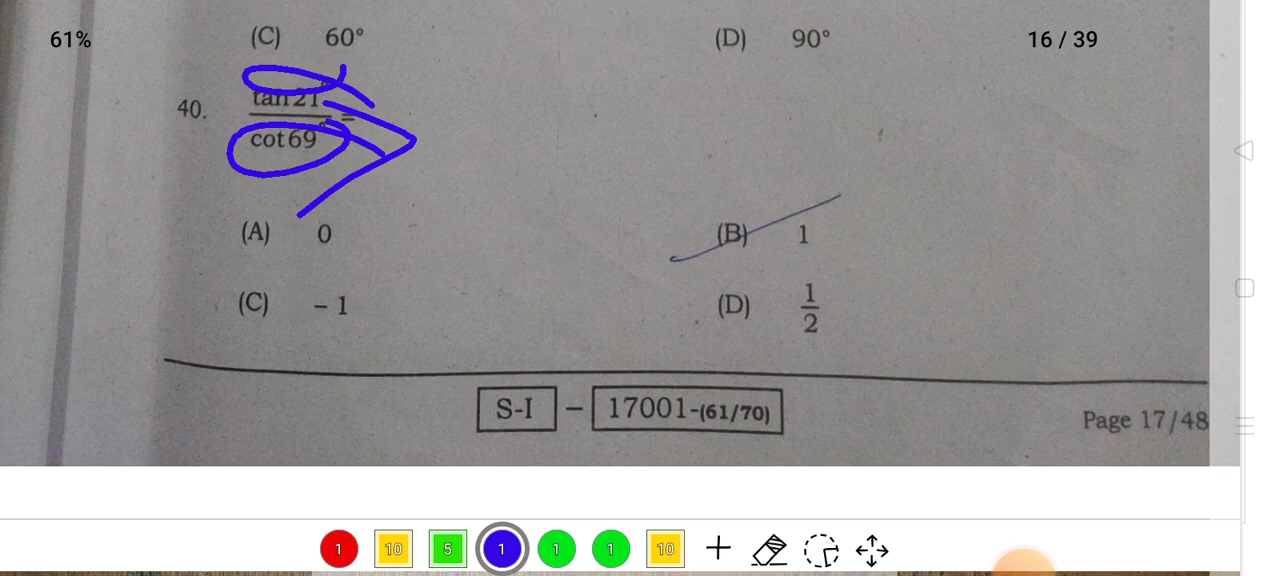 61%
(C) 60° (D) 90° 16 / 39
40. tan21° / cot69° =
(A) 0 (B) 1
(C) – 1 (D) 1/2
S-I – 17001-(61/70)
Page 17/48
1 10 5 1 1 1 10